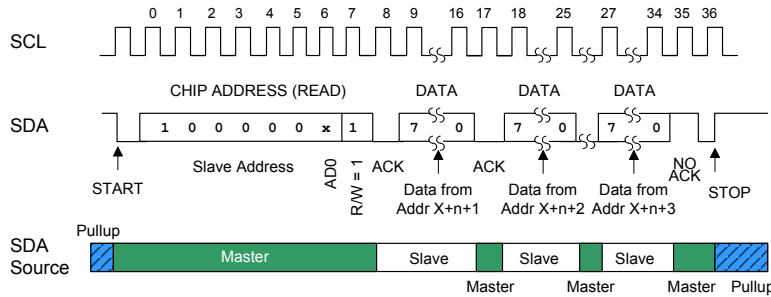 0 1 2 3 4 5 6 7 8 9 16 17 18 25 27 34 35 36
SCL
CHIP ADDRESS (READ) DATA DATA DATA
SDA
1 0 0 0 0 0 x 1 7 0 7 0 7 0
START
Slave Address
AD0
R/W = 1
ACK
Data from
Addr X+n+1
ACK
Data from
Addr X+n+2
Data from
Addr X+n+3
NO
ACK
STOP
Pullup
SDA
Source
Master Slave Slave Slave
Master Master Master Pullup